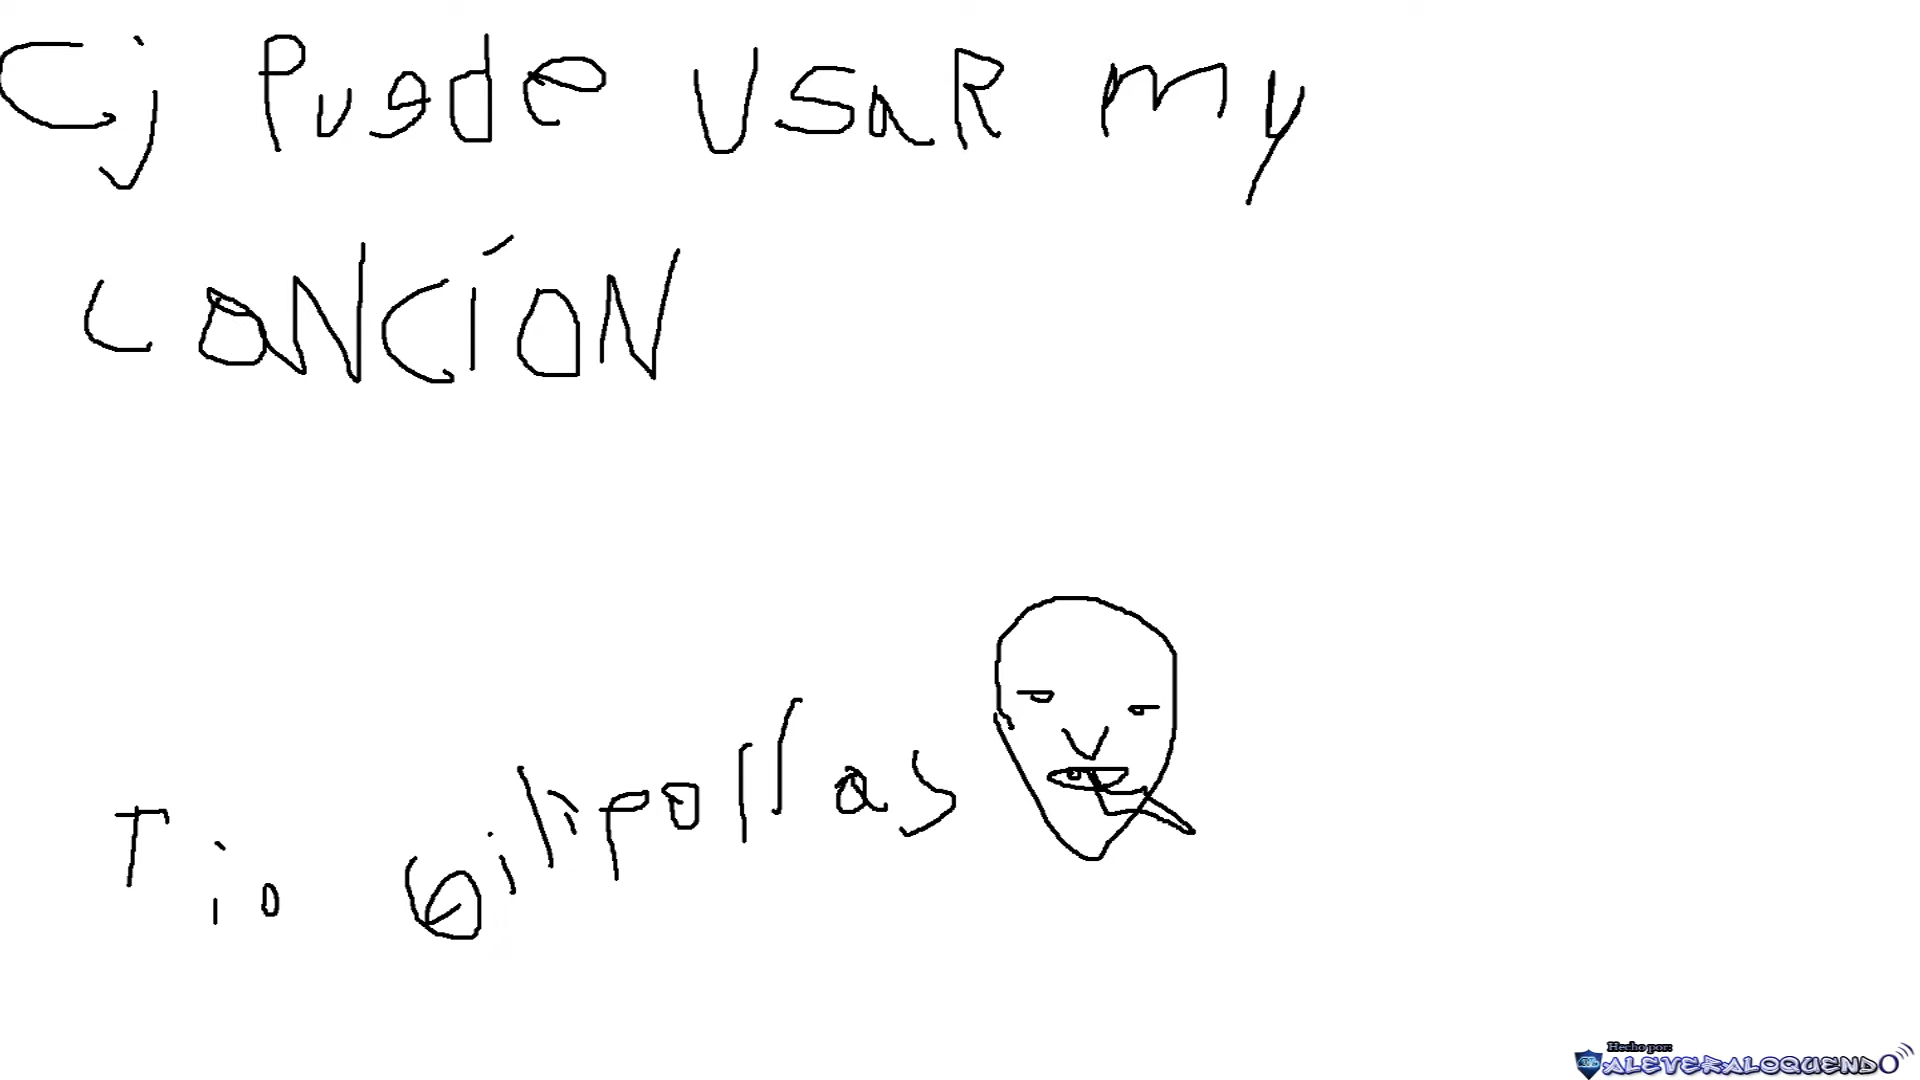 Cj Puede Usar my
canción
Tio Gilipollas
Hecho por:
ALEVERALOQUENDO